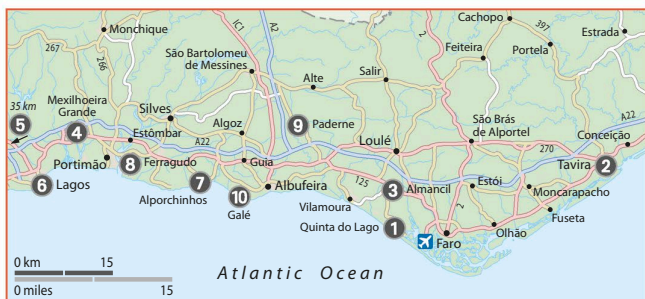 Monchique
IC1
A2
Cachopo
397
Estrada
267
266
São Bartolomeu
de Messines
2
Feiteira
Portela
Alte
Salir
35 km
Mexilhoeira
Grande
Silves
5
4
Algoz
9
Paderne
A22
Estômbar
Loulé
São Brás
de Alportel
Conceição
A22
270
Portimão
8
Ferragudo
Guia
Tavira
2
6
Lagos
7
Alporchinhos
10
Galé
Albufeira
125
3
Almancil
Estói
Moncarapacho
Vilamoura
2
Fuseta
Quinta do Lago
1
Faro
Olhão
0 km
15
0 miles
15
Atlantic Ocean